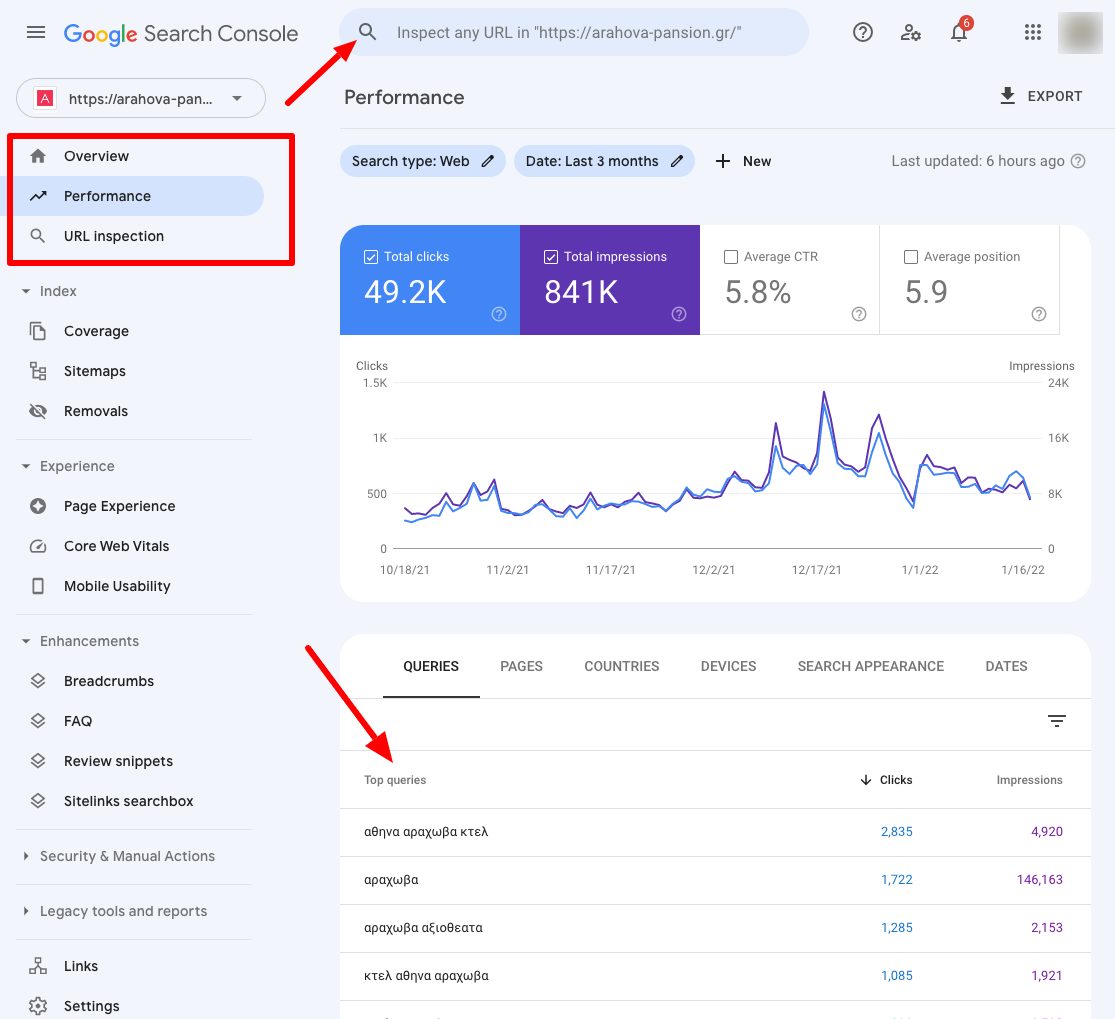 Google Search Console
Inspect any URL in "https://arahova-pansion.gr/"
6
A
https://arahova-pan...
Performance
EXPORT
Overview
Performance
URL inspection
Search type: Web
Date: Last 3 months
New
Last updated: 6 hours ago
Index
Coverage
Sitemaps
Removals
Experience
Page Experience
Core Web Vitals
Mobile Usability
Enhancements
Breadcrumbs
FAQ
Review snippets
Sitelinks searchbox
Security & Manual Actions
Legacy tools and reports
Links
Settings
Total clicks
49.2K
Total impressions
841K
Average CTR
5.8%
Average position
5.9
Clicks
Impressions
1.5K
24K
1K
16K
500
8K
0
0
10/18/21 11/2/21 11/17/21 12/2/21 12/17/21 1/1/22 1/16/22
QUERIES PAGES COUNTRIES DEVICES SEARCH APPEARANCE DATES
Top queries Clicks Impressions
αθηνα αραχωβα κτελ 2,835 4,920
αραχωβα 1,722 146,163
αραχωβα αξιοθεατα 1,285 2,153
κτελ αθηνα αραχωβα 1,085 1,921